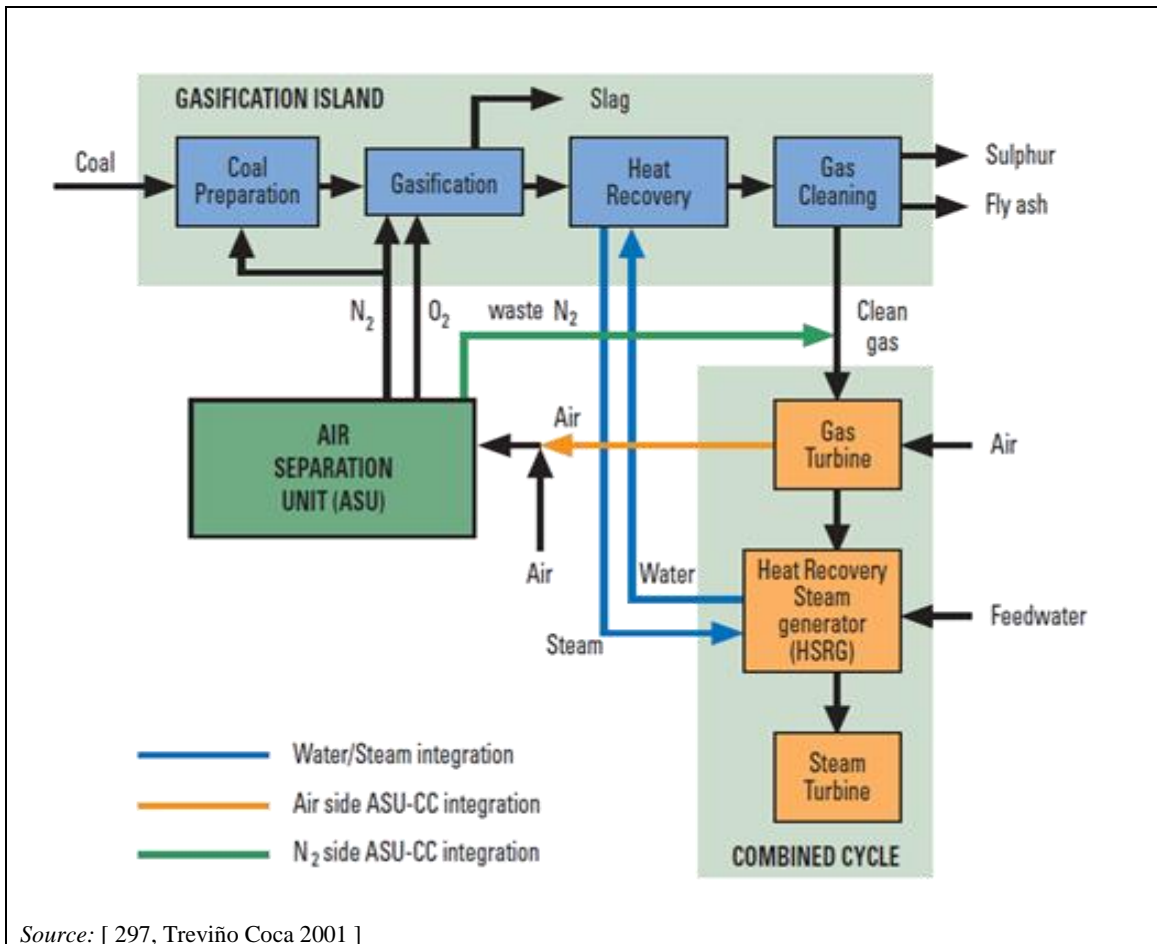 GASIFICATION ISLAND
Slag
Coal
Coal
Preparation
Gasification
Heat
Recovery
Gas
Cleaning
Sulphur
Fly ash
N2
O2
waste N2
Clean
gas
AIR
SEPARATION
UNIT (ASU)
Air
Gas
Turbine
Air
Air
Water
Steam
Heat Recovery
Steam
generator
(HSRG)
Feedwater
Steam
Turbine
COMBINED CYCLE
Water/Steam integration
Air side ASU-CC integration
N2 side ASU-CC integration
Source: [ 297, Treviño Coca 2001 ]